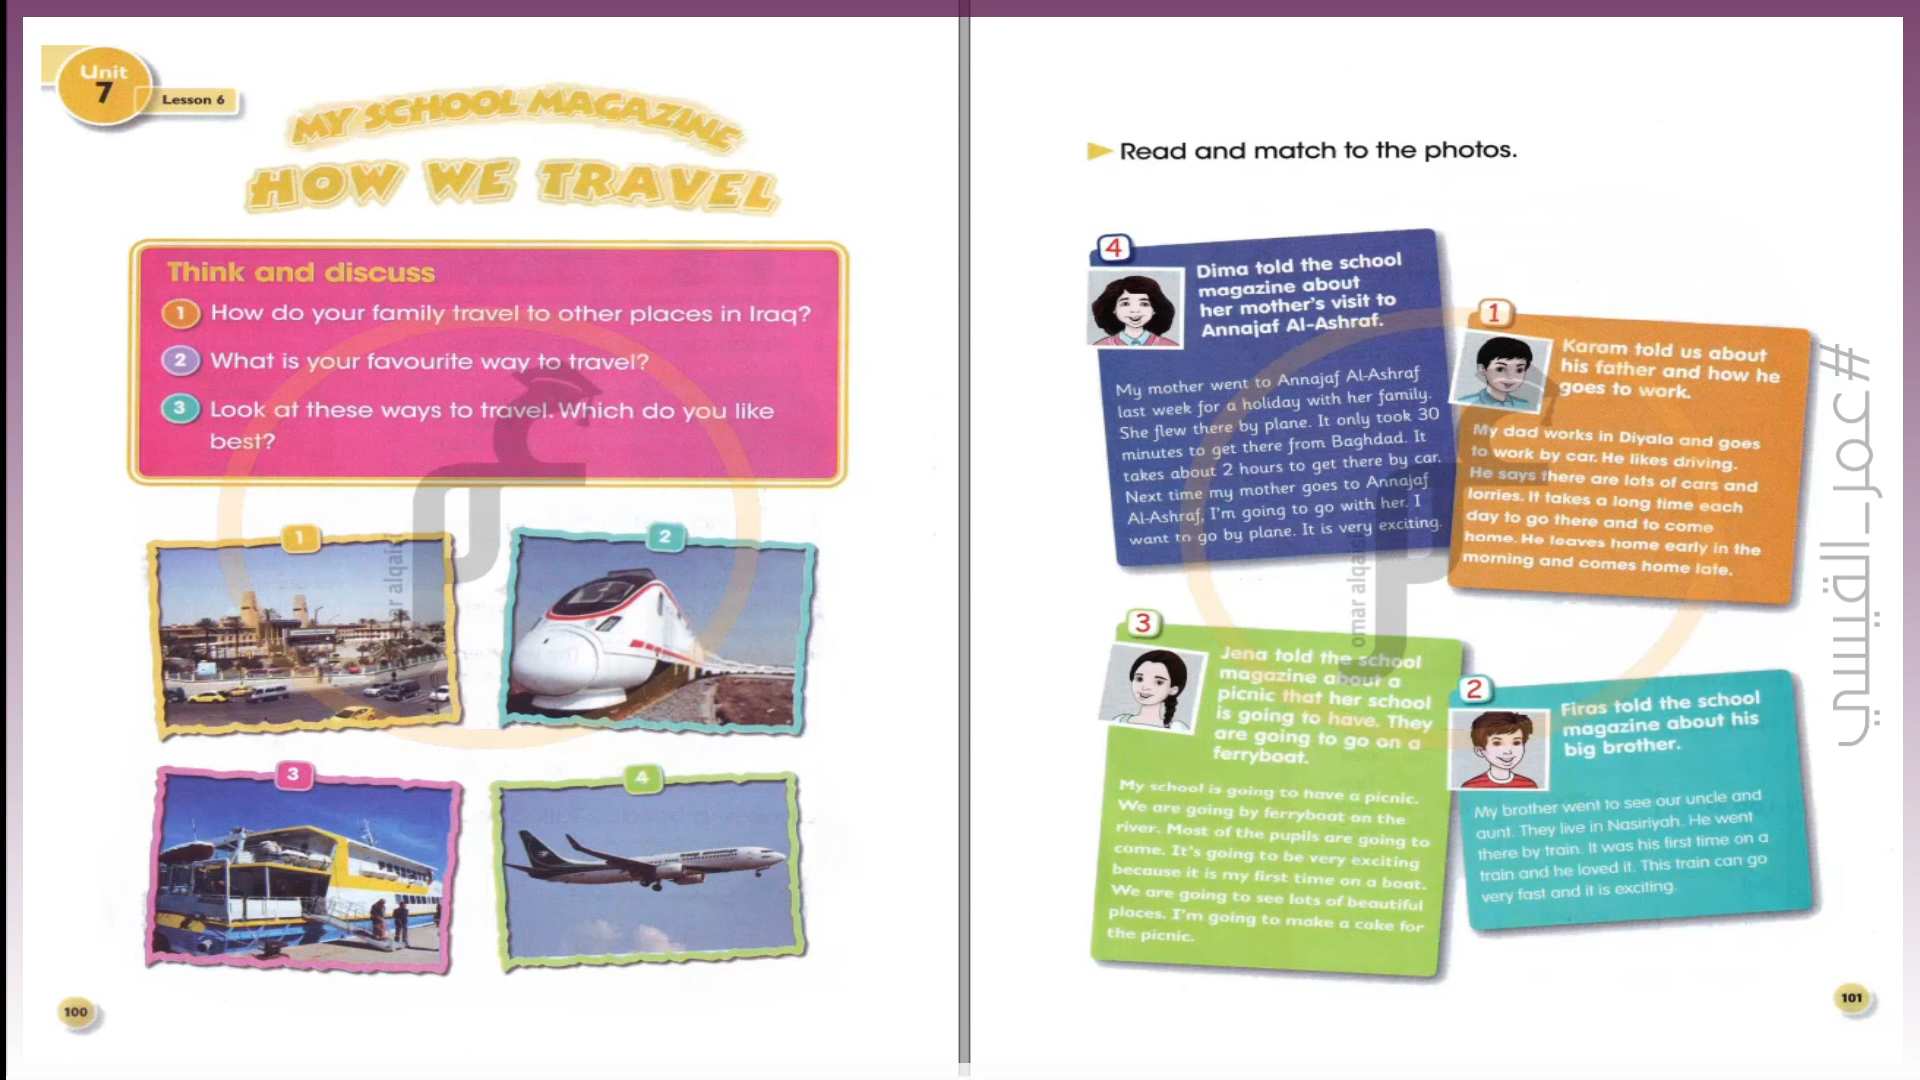 Unit
7
Lesson 6
MY SCHOOL MAGAZINE
HOW WE TRAVEL
Think and discuss
1 How do your family travel to other places in Iraq?
2 What is your favourite way to travel?
3 Look at these ways to travel. Which do you like
best?
1
2
3
4
omar alqaisi
100
Read and match to the photos.
4
Dima told the school
magazine about
her mother's visit to
Annajaf Al-Ashraf.
My mother went to Annajaf Al-Ashraf
last week for a holiday with her family.
She flew there by plane. It only took 30
minutes to get there from Baghdad. It
takes about 2 hours to get there by car.
Next time my mother goes to Annajaf
Al-Ashraf, I'm going to go with her. I
want to go by plane. It is very exciting.
1
Karam told us about
his father and how he
goes to work.
My dad works in Diyala and goes
to work by car. He likes driving.
He says there are lots of cars and
lorries. It takes a long time each
day to go there and to come
home. He leaves home early in the
morning and comes home late.
3
Jena told the school
magazine about a
picnic that her school
is going to have. They
are going to go on a
ferryboat.
My school is going to have a picnic.
We are going by ferryboat on the
river. Most of the pupils are going to
come. It's going to be very exciting
because it is my first time on a boat.
We are going to see lots of beautiful
places. I'm going to make a cake for
the picnic.
2
Firas told the school
magazine about his
big brother.
My brother went to see our uncle and
aunt. They live in Nasiriyah. He went
there by train. It was his first time on a
train and he loved it. This train can go
very fast and it is exciting.
omar alqaisi
#عمر_القيسي
101